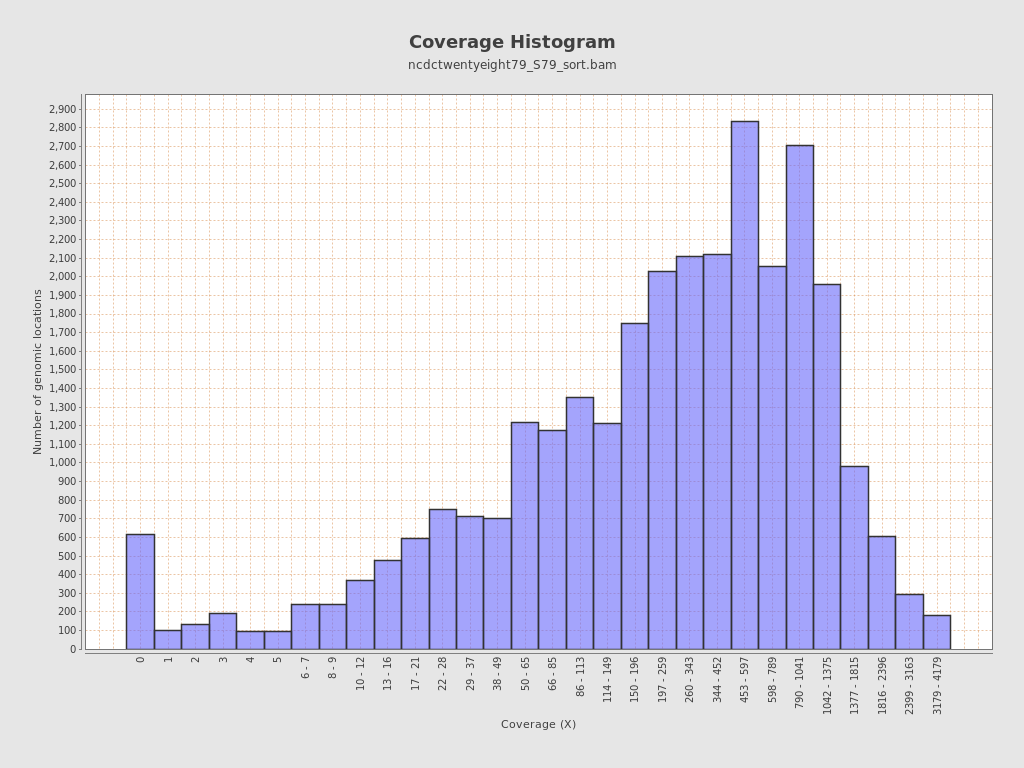 Coverage Histogram
ncdctwentyeight79_S79_sort.bam
Number of genomic locations
2,900
2,800
2,700
2,600
2,500
2,400
2,300
2,200
2,100
2,000
1,900
1,800
1,700
1,600
1,500
1,400
1,300
1,200
1,100
1,000
900
800
700
600
500
400
300
200
100
0
0
1
2
3
4
5
6 - 7
8 - 9
10 - 12
13 - 16
17 - 21
22 - 28
29 - 37
38 - 49
50 - 65
66 - 85
86 - 113
114 - 149
150 - 196
197 - 259
260 - 343
344 - 452
453 - 597
598 - 789
790 - 1041
1042 - 1375
1377 - 1815
1816 - 2396
2399 - 3163
3179 - 4179
Coverage (X)